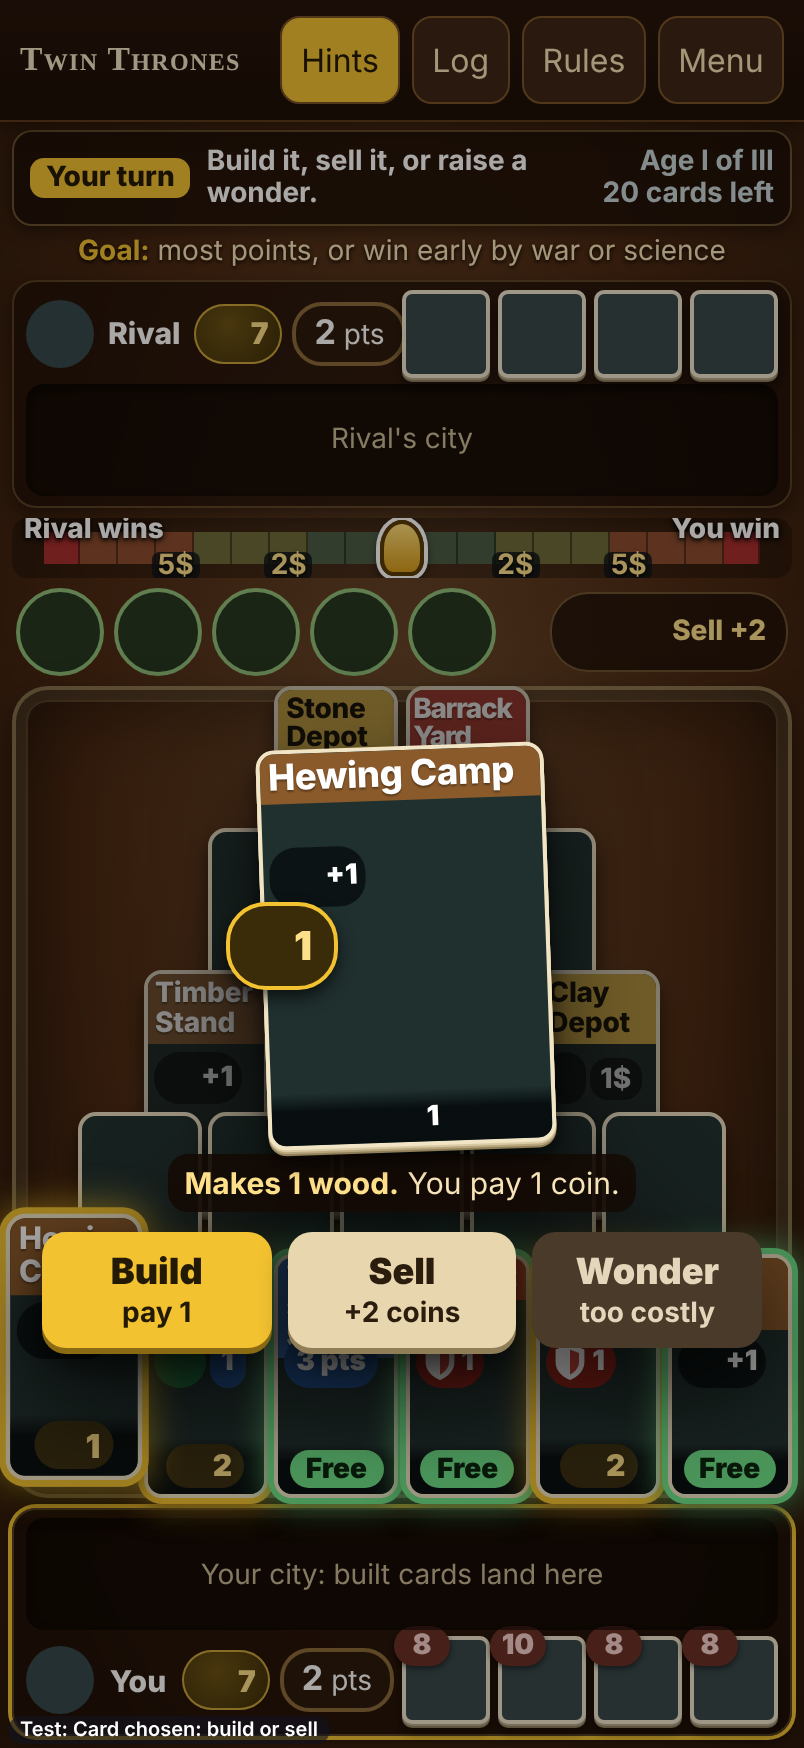 Twin Thrones
Hints
Log
Rules
Menu
Your turn
Build it, sell it, or raise a
wonder.
Age I of III
20 cards left
Goal: most points, or win early by war or science
Rival
7
2 pts
Rival's city
Rival wins
You win
5$
2$
2$
5$
Sell +2
Stone
Depot
Barrack
Yard
Hewing Camp
+1
1
Timber
Stand
+1
Clay
Depot
1$
1
Makes 1 wood. You pay 1 coin.
Build
pay 1
Sell
+2 coins
Wonder
too costly
1
3 pts
1
1
+1
1
2
Free
Free
2
Free
Your city: built cards land here
You
7
2 pts
8
10
8
8
Test: Card chosen: build or sell